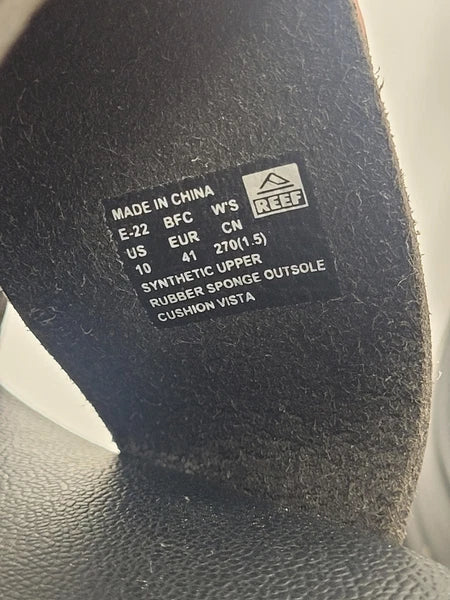 MADE IN CHINA
REEF
E-22 BFC W'S
US EUR CN
10 41 270(1.5)
SYNTHETIC UPPER
RUBBER SPONGE OUTSOLE
CUSHION VISTA